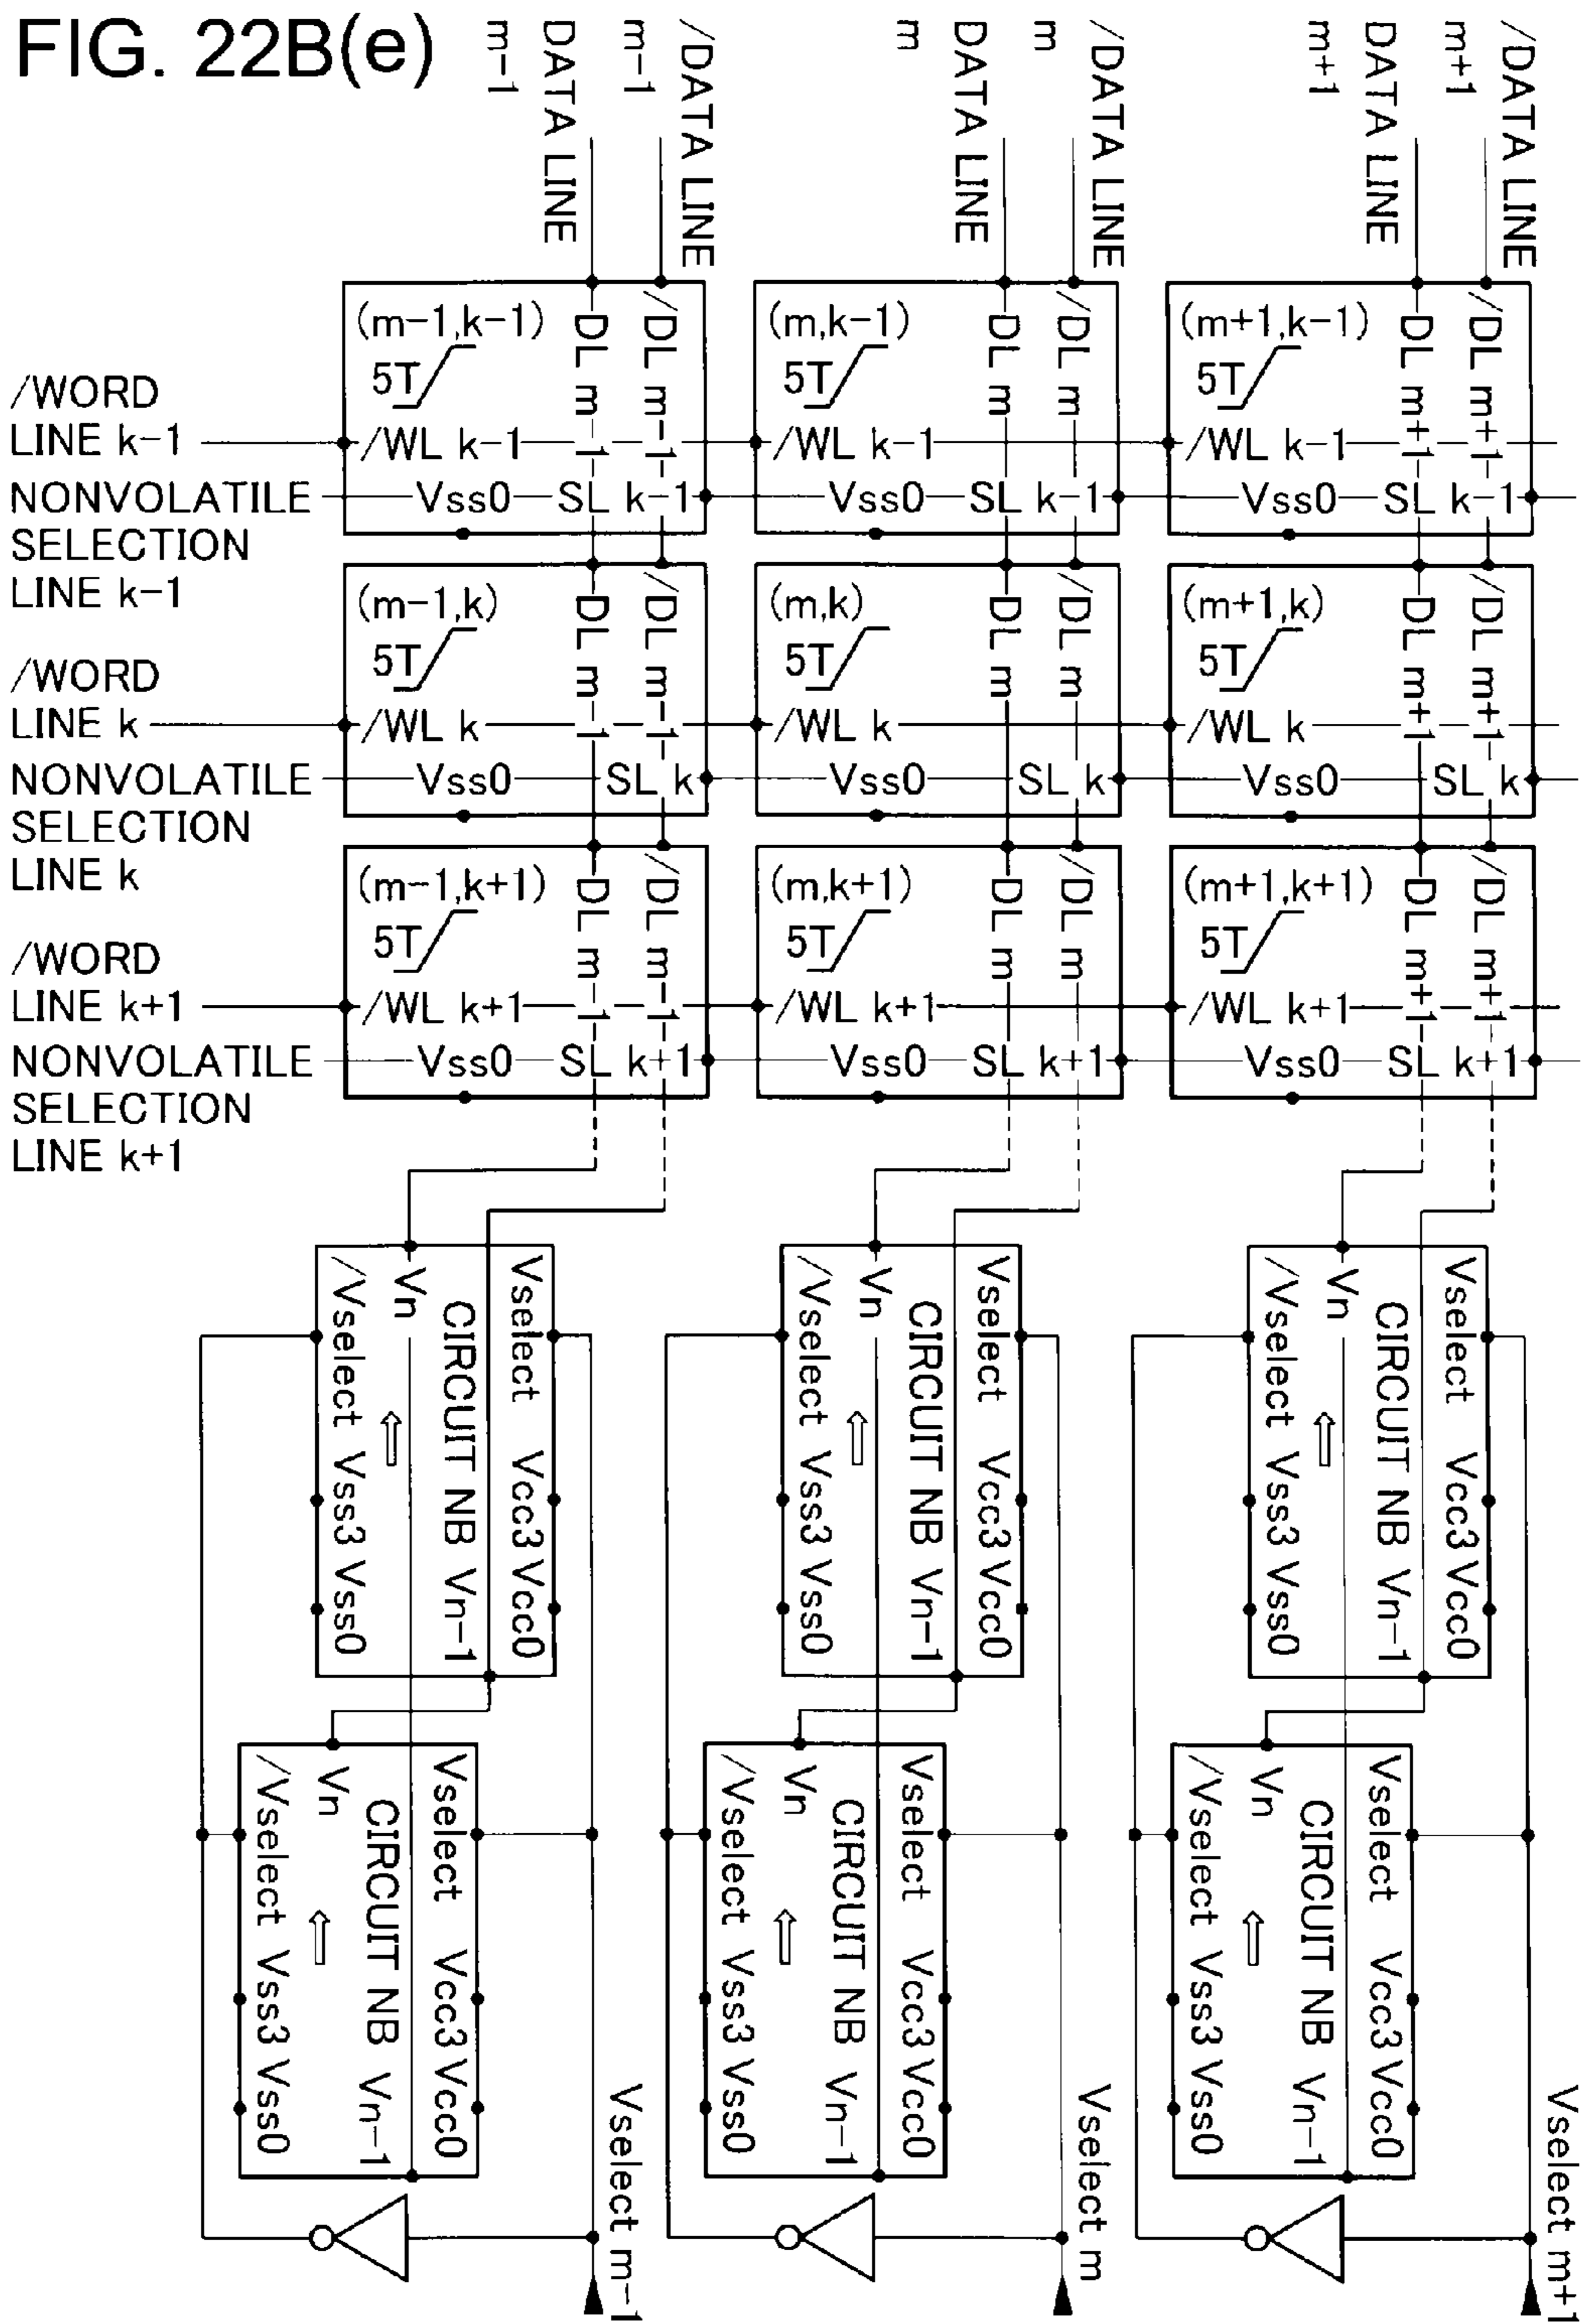 FIG. 22B(e)
DATA LINE
m-1
/DATA LINE
m-1
DATA LINE
m
/DATA LINE
m
DATA LINE
m+1
/DATA LINE
m+1
/WORD
LINE k-1
NONVOLATILE
SELECTION
LINE k-1
(m-1,k-1)
5T
DL m-1
/DL m-1
/WL k-1
Vss0
SL k-1
(m,k-1)
5T
DL m
/DL m
/WL k-1
Vss0
SL k-1
(m+1,k-1)
5T
DL m+1
/DL m+1
/WL k-1
Vss0
SL k-1
/WORD
LINE k
NONVOLATILE
SELECTION
LINE k
(m-1,k)
5T
DL m-1
/DL m-1
/WL k
Vss0
SL k
(m,k)
5T
DL m
/DL m
/WL k
Vss0
SL k
(m+1,k)
5T
DL m+1
/DL m+1
/WL k
Vss0
SL k
/WORD
LINE k+1
NONVOLATILE
SELECTION
LINE k+1
(m-1,k+1)
5T
DL m-1
/DL m-1
/WL k+1
Vss0
SL k+1
(m,k+1)
5T
DL m
/DL m
/WL k+1
Vss0
SL k+1
(m+1,k+1)
5T
DL m+1
/DL m+1
/WL k+1
Vss0
SL k+1
Vselect Vcc3 Vcc0
CIRCUIT NB Vn-1
Vn
⇧
/Vselect Vss3 Vss0
Vselect Vcc3 Vcc0
CIRCUIT NB Vn-1
Vn
⇧
/Vselect Vss3 Vss0
Vselect Vcc3 Vcc0
CIRCUIT NB Vn-1
Vn
⇧
/Vselect Vss3 Vss0
Vselect Vcc3 Vcc0
CIRCUIT NB Vn-1
Vn
⇧
/Vselect Vss3 Vss0
Vselect m-1
Vselect Vcc3 Vcc0
CIRCUIT NB Vn-1
Vn
⇧
/Vselect Vss3 Vss0
Vselect m
Vselect Vcc3 Vcc0
CIRCUIT NB Vn-1
Vn
⇧
/Vselect Vss3 Vss0
Vselect m+1